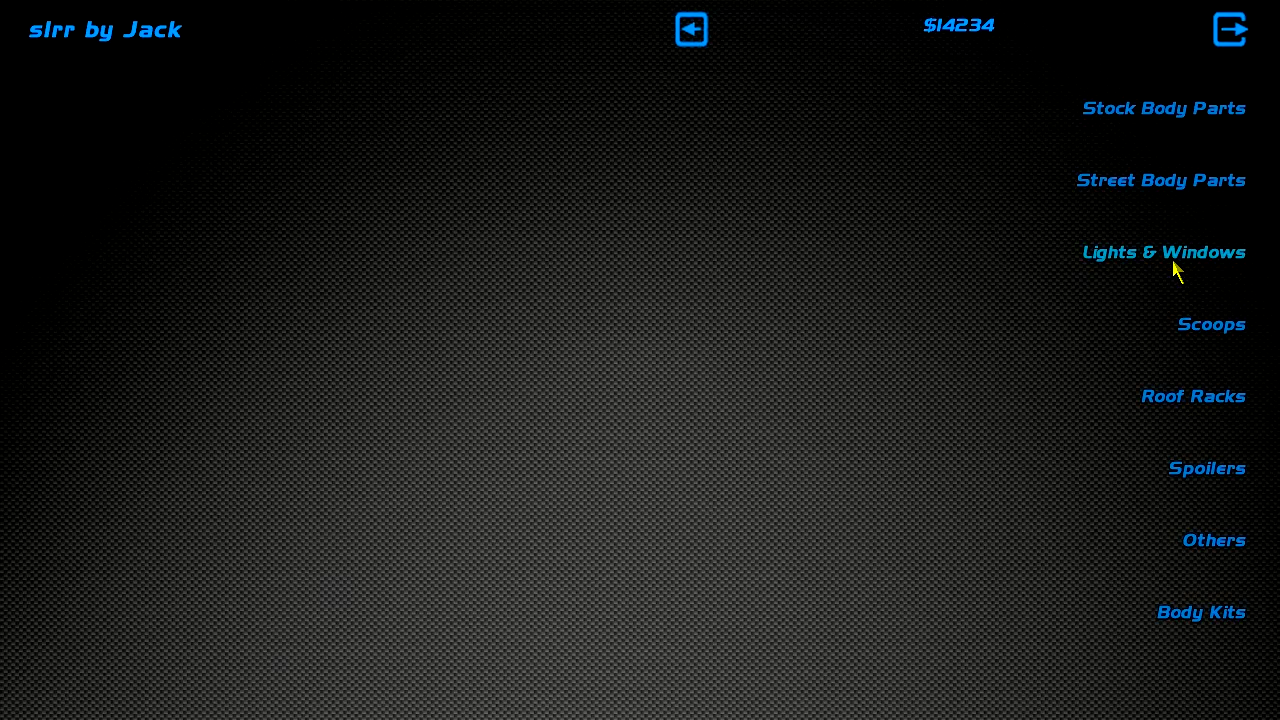 slrr by Jack
$14234
Stock Body Parts
Street Body Parts
Lights & Windows
Scoops
Roof Racks
Spoilers
Others
Body Kits